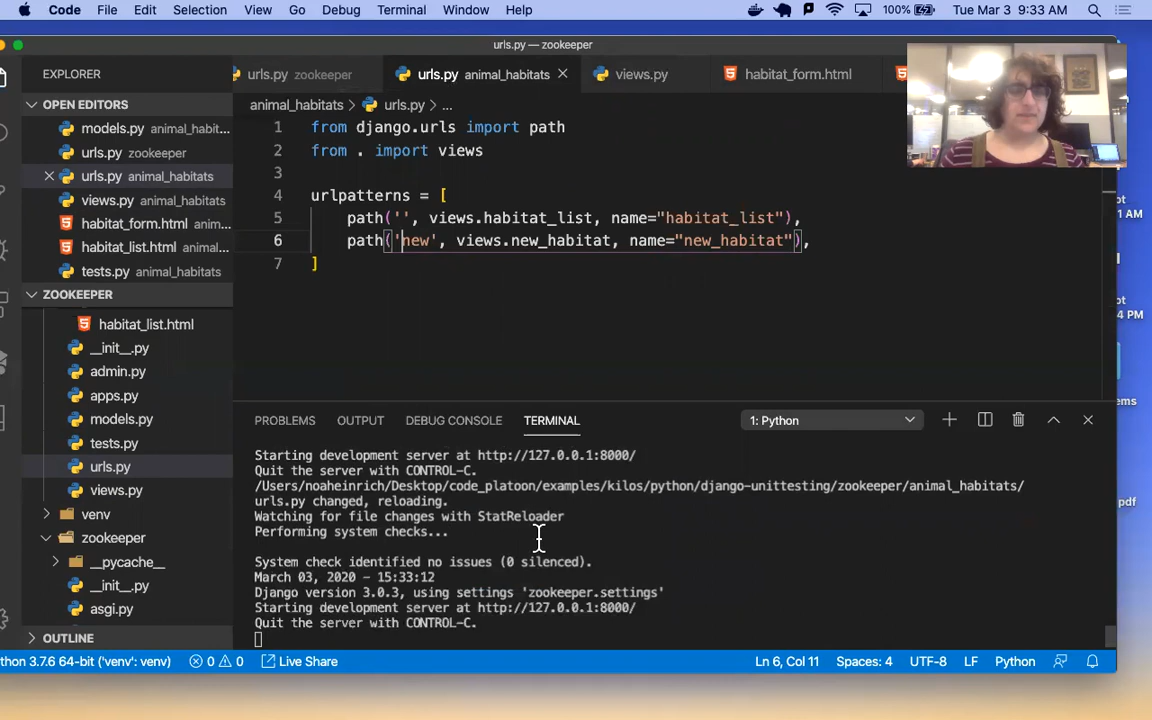 Code File Edit Selection View Go Debug Terminal Window Help 100% Tue Mar 3 9:33 AM
urls.py — zookeeper
EXPLORER
urls.py zookeeper
urls.py animal_habitats
views.py
habitat_form.html
OPEN EDITORS
models.py animal_habit...
urls.py zookeeper
urls.py animal_habitats
views.py animal_habitats
habitat_form.html anim...
habitat_list.html animal...
tests.py animal_habitats
ZOOKEEPER
habitat_list.html
__init__.py
admin.py
apps.py
models.py
tests.py
urls.py
views.py
venv
zookeeper
__pycache__
__init__.py
asgi.py
OUTLINE
animal_habitats > urls.py > ...
1 from django.urls import path
2 from . import views
3
4 urlpatterns = [
5 path('', views.habitat_list, name="habitat_list"),
6 path('new', views.new_habitat, name="new_habitat"),
7 ]
PROBLEMS OUTPUT DEBUG CONSOLE TERMINAL 1: Python
Starting development server at http://127.0.0.1:8000/
Quit the server with CONTROL-C.
/Users/noaheinrich/Desktop/code_platoon/examples/kilos/python/django-unittesting/zookeeper/animal_habitats/
urls.py changed, reloading.
Watching for file changes with StatReloader
Performing system checks...
System check identified no issues (0 silenced).
March 03, 2020 - 15:33:12
Django version 3.0.3, using settings 'zookeeper.settings'
Starting development server at http://127.0.0.1:8000/
Quit the server with CONTROL-C.
thon 3.7.6 64-bit ('venv': venv) 0 0 Live Share Ln 6, Col 11 Spaces: 4 UTF-8 LF Python
ot
1 AM
ot
4 PM
ems
pdf